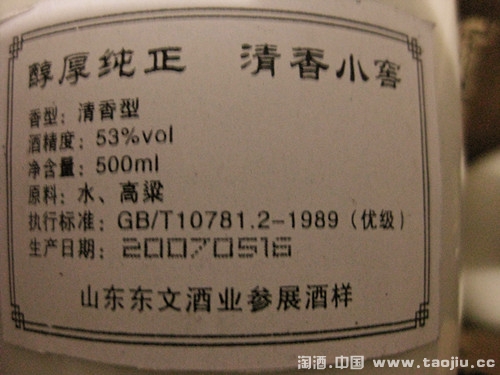 醇厚纯正 清香小窖
香型：清香型
酒精度：53%vol
净含量：500ml
原料：水、高粱
执行标准：GB/T10781.2-1989（优级）
生产日期：20070516
山东东文酒业参展酒样
淘酒.中国 www.taojiu.cc